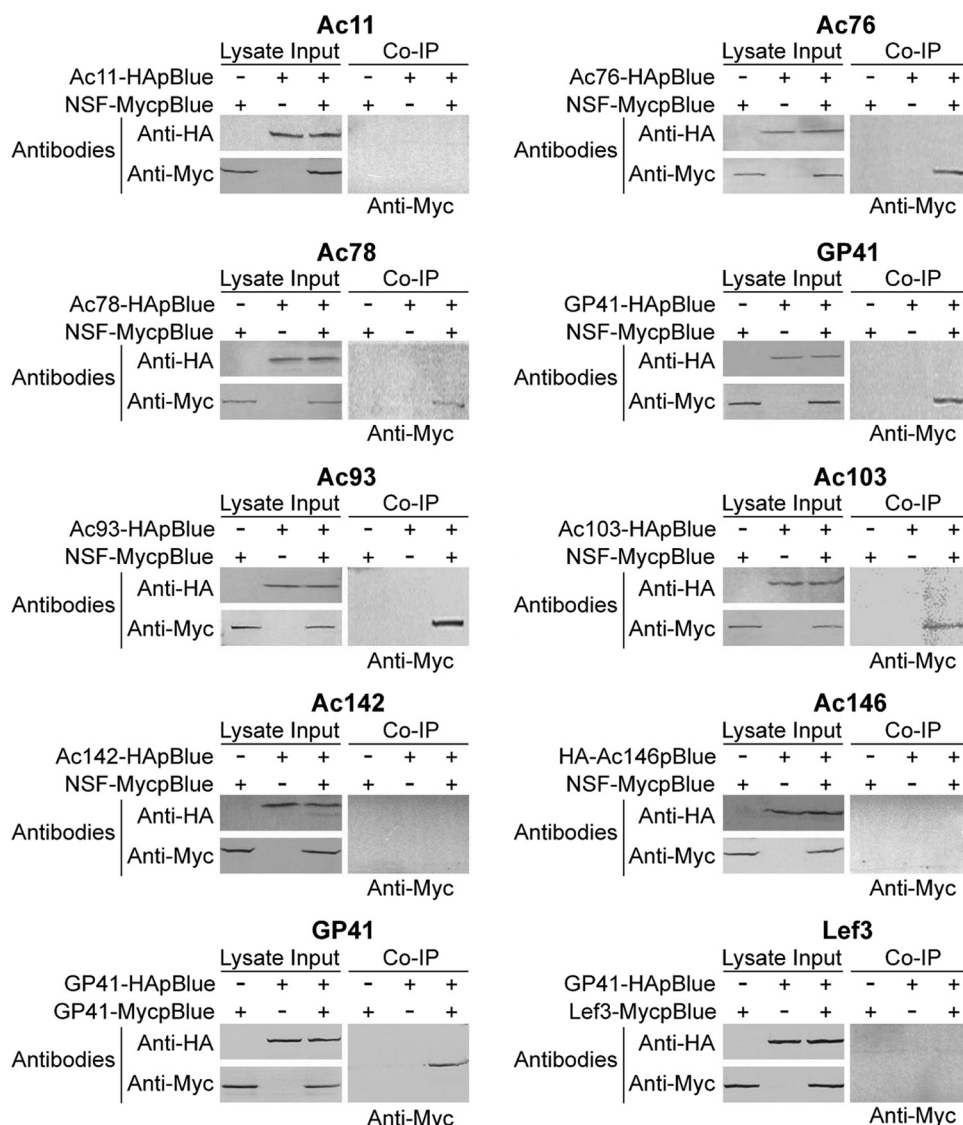 Ac11
Lysate Input Co-IP
Ac11-HApBlue - + + - + +
NSF-MycpBlue + - + + - +
Antibodies
Anti-HA
Anti-Myc
Anti-Myc
Ac76
Lysate Input Co-IP
Ac76-HApBlue - + + - + +
NSF-MycpBlue + - + + - +
Antibodies
Anti-HA
Anti-Myc
Anti-Myc
Ac78
Lysate Input Co-IP
Ac78-HApBlue - + + - + +
NSF-MycpBlue + - + + - +
Antibodies
Anti-HA
Anti-Myc
Anti-Myc
GP41
Lysate Input Co-IP
GP41-HApBlue - + + - + +
NSF-MycpBlue + - + + - +
Antibodies
Anti-HA
Anti-Myc
Anti-Myc
Ac93
Lysate Input Co-IP
Ac93-HApBlue - + + - + +
NSF-MycpBlue + - + + - +
Antibodies
Anti-HA
Anti-Myc
Anti-Myc
Ac103
Lysate Input Co-IP
Ac103-HApBlue - + + - + +
NSF-MycpBlue + - + + - +
Antibodies
Anti-HA
Anti-Myc
Anti-Myc
Ac142
Lysate Input Co-IP
Ac142-HApBlue - + + - + +
NSF-MycpBlue + - + + - +
Antibodies
Anti-HA
Anti-Myc
Anti-Myc
Ac146
Lysate Input Co-IP
HA-Ac146pBlue - + + - + +
NSF-MycpBlue + - + + - +
Antibodies
Anti-HA
Anti-Myc
Anti-Myc
GP41
Lysate Input Co-IP
GP41-HApBlue - + + - + +
GP41-MycpBlue + - + + - +
Antibodies
Anti-HA
Anti-Myc
Anti-Myc
Lef3
Lysate Input Co-IP
GP41-HApBlue - + + - + +
Lef3-MycpBlue + - + + - +
Antibodies
Anti-HA
Anti-Myc
Anti-Myc